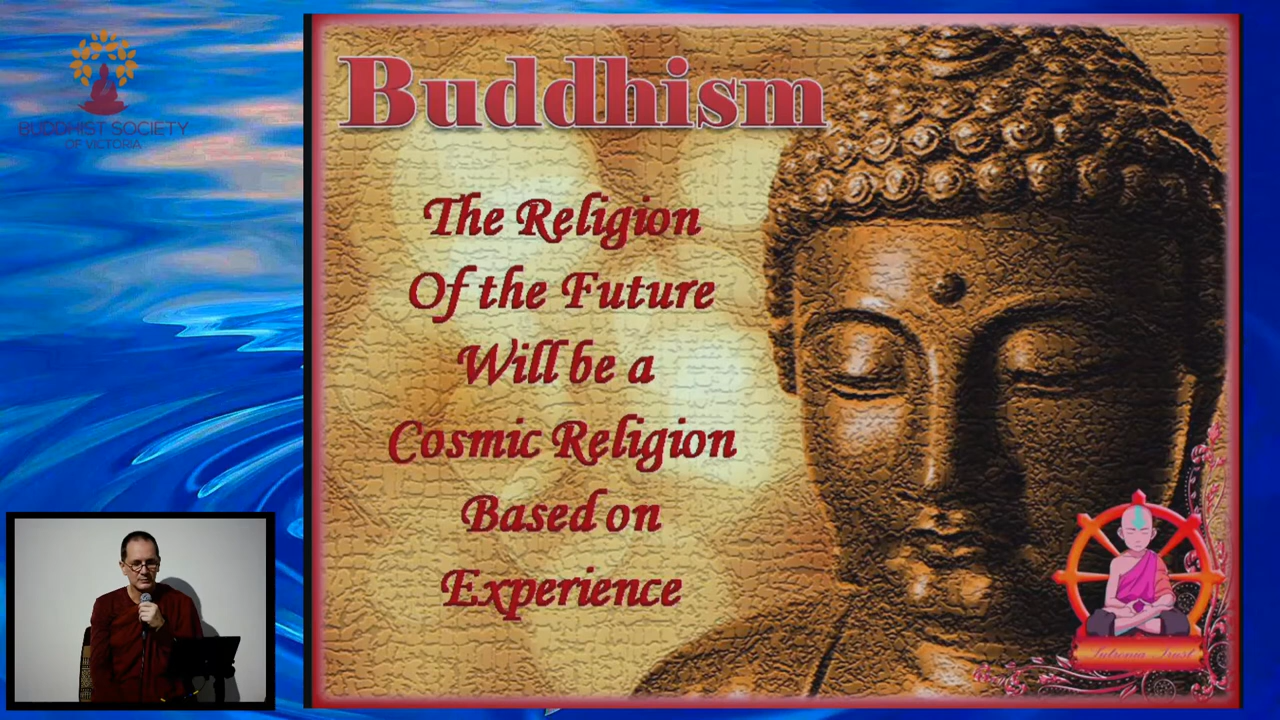 BUDDHIST SOCIETY
OF VICTORIA
Buddhism
The Religion
Of the Future
Will be a
Cosmic Religion
Based on
Experience